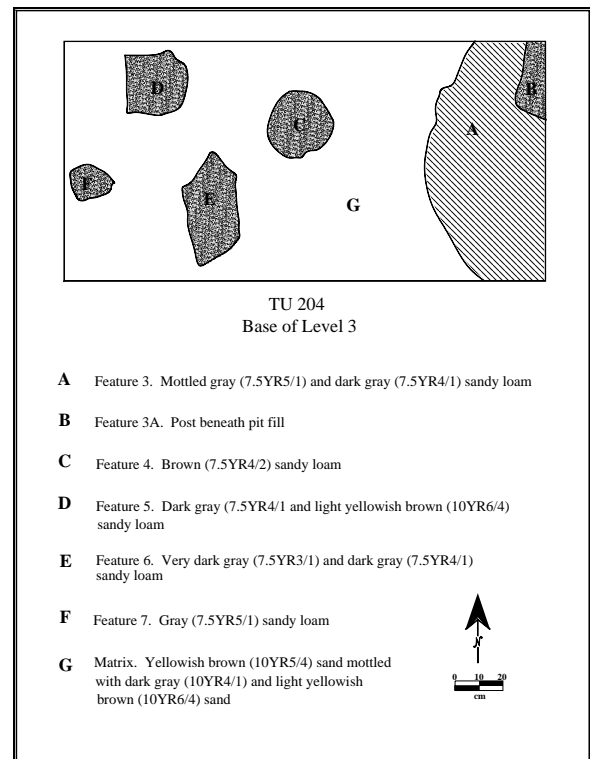 D
B
C
A
F
E
G
TU 204
Base of Level 3
A Feature 3. Mottled gray (7.5YR5/1) and dark gray (7.5YR4/1) sandy loam
B Feature 3A. Post beneath pit fill
C Feature 4. Brown (7.5YR4/2) sandy loam
D Feature 5. Dark gray (7.5YR4/1 and light yellowish brown (10YR6/4)
sandy loam
E Feature 6. Very dark gray (7.5YR3/1) and dark gray (7.5YR4/1)
sandy loam
F Feature 7. Gray (7.5YR5/1) sandy loam
G Matrix. Yellowish brown (10YR5/4) sand mottled
with dark gray (10YR4/1) and light yellowish
brown (10YR6/4) sand
N
0 10 20
cm